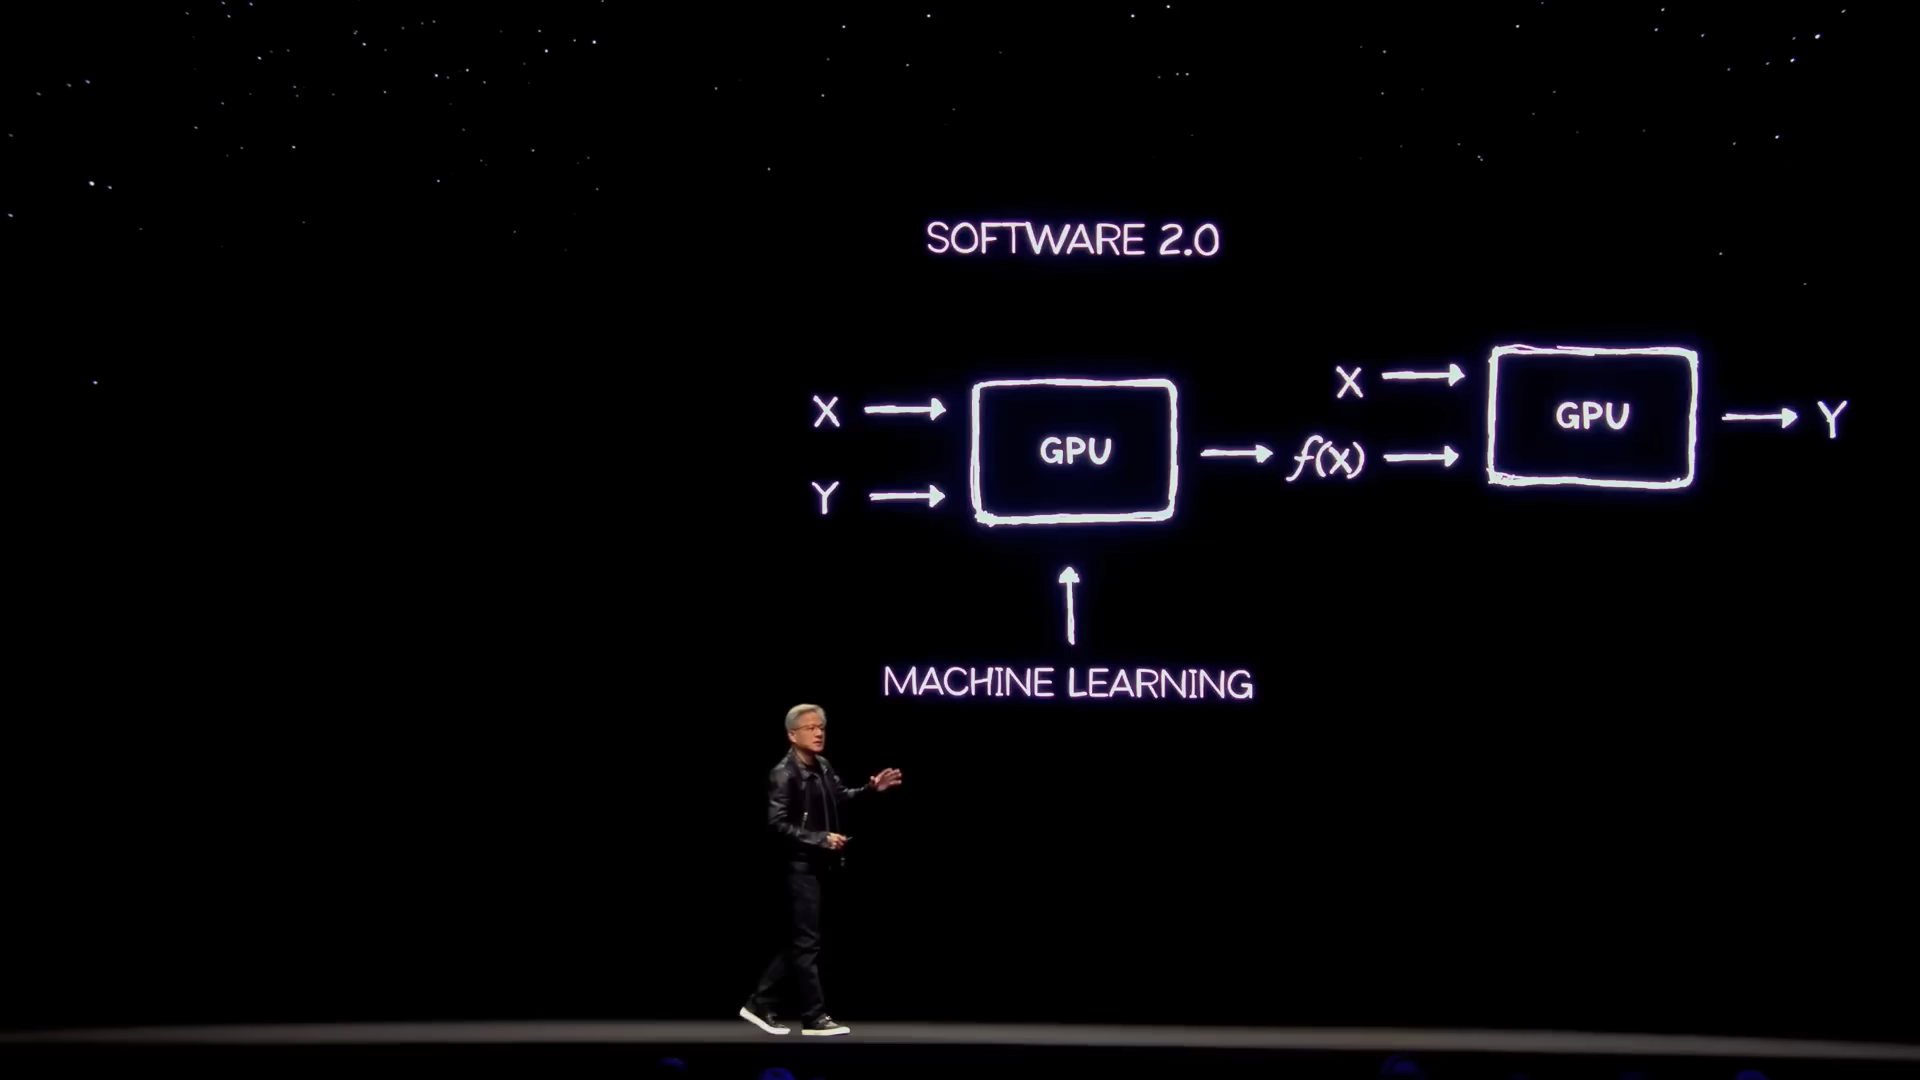 SOFTWARE 2.0
X
Y
GPU
f(x)
X
GPU
Y
MACHINE LEARNING